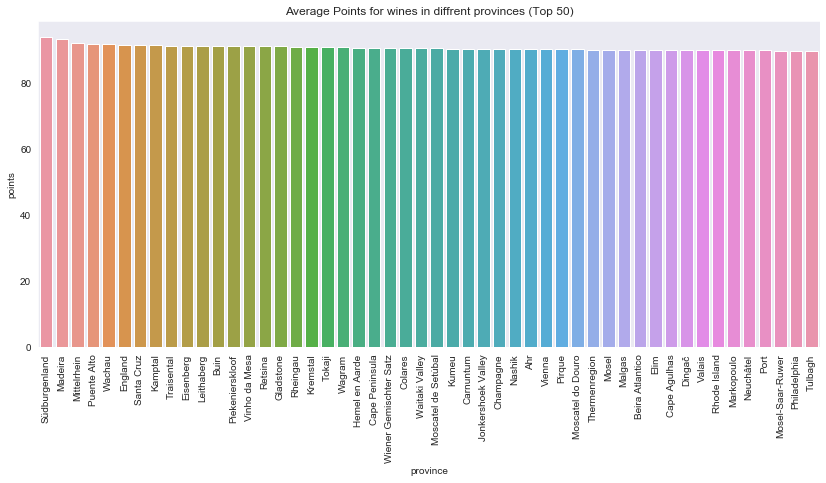 Average Points for wines in diffrent provinces (Top 50)
points
80
60
40
20
0
Südburgenland
Madeira
Mittelrhein
Puente Alto
Wachau
England
Santa Cruz
Kamptal
Traisental
Eisenberg
Leithaberg
Buin
Piekenierskloof
Vinho da Mesa
Retsina
Gladstone
Rheingau
Kremstal
Tokaji
Wagram
Hemel en Aarde
Cape Peninsula
Wiener Gemischter Satz
Colares
Waitaki Valley
Moscatel de Setúbal
Kumeu
Carnuntum
Jonkershoek Valley
Champagne
Nashik
Ahr
Vienna
Pirque
Moscatel do Douro
Thermenregion
Mosel
Malgas
Beira Atlantico
Elim
Cape Agulhas
Dingač
Valais
Rhode Island
Markopoulo
Neuchâtel
Port
Mosel-Saar-Ruwer
Philadelphia
Tulbagh
province